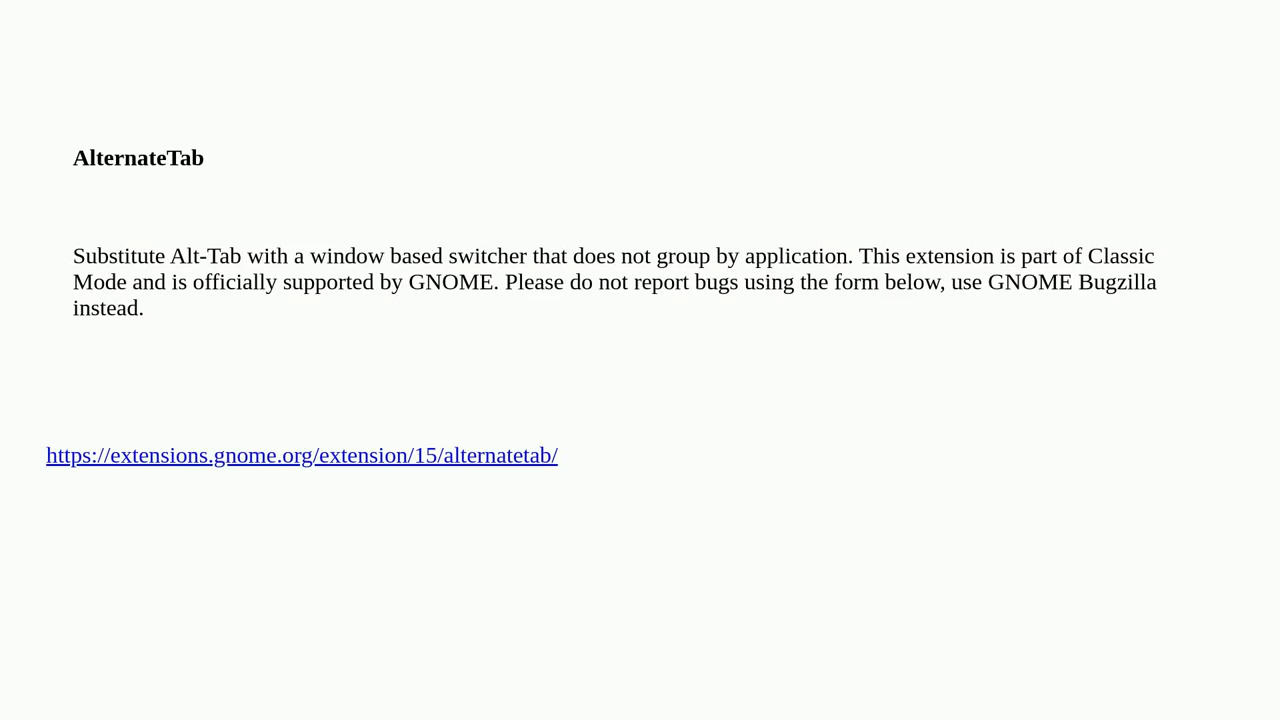 AlternateTab
Substitute Alt-Tab with a window based switcher that does not group by application. This extension is part of Classic
Mode and is officially supported by GNOME. Please do not report bugs using the form below, use GNOME Bugzilla
instead.
https://extensions.gnome.org/extension/15/alternatetab/